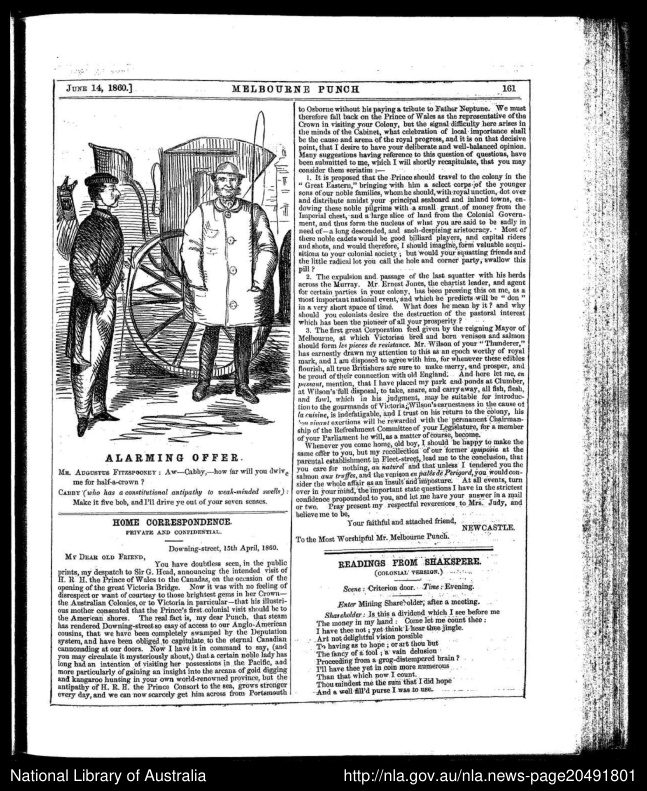 JUNE 14, 1860.]
MELBOURNE PUNCH
161
ALARMING OFFER.
MR. AUGUSTUS FITZSPOONEY : Aw—Cabby,—how far will you dwive
me for half-a-crown ?
CABBY (who has a constitutional antipathy to weak-minded swells) :
Make it five bob, and I'll drive ye out of your seven senses.
HOME CORRESPONDENCE.
PRIVATE AND CONFIDENTIAL.
Downing-street, 15th April, 1860.
MY DEAR OLD FRIEND,
You have doubtless seen, in the public
prints, my despatch to Sir G. Head, announcing the intended visit of
H. R. H. the Prince of Wales to the Canadas, on the occasion of the
opening of the great Victoria Bridge. Now it was with no feeling of
disrespect or want of courtesy to those brightest gems in her Crown—
the Australian Colonies, or to Victoria in particular—that his illustri-
ous mother consented that the Prince's first colonial visit should be to
the American shores. The real fact is, my dear Punch, that steam
has rendered Downing-street so easy of access to our Anglo-American
cousins, that we have been completely swamped by the Deputation
system, and have been obliged to capitulate to the eternal Canadian
cannonading at our doors. Now I have it in command to say, (and
you may circulate it mysteriously about,) that a certain noble lady has
long had an intention of visiting her possessions in the Pacific, and
more particularly of gaining an insight into the arcana of gold digging
and kangaroo hunting in your own world-renowned province, but the
antipathy of H. R. H. the Prince Consort to the sea, grows stronger
every day, and we can now scarcely get him across from Portsmouth
to Osborne without his paying a tribute to Father Neptune. We must
therefore fall back on the Prince of Wales as the representative of the
Crown in visiting your Colony, but the signal difficulty here arises in
the minds of the Cabinet, what celebration of local importance shall
be the cause and arena of the royal progress, and it is on that decisive
point, that I desire to have your deliberate and well-balanced opinion.
Many suggestions having reference to this question of questions, have
been submitted to me, which I will shortly recapitulate, that you may
consider them seriatim :—
1. It is proposed that the Prince should travel to the colony in the
" Great Eastern," bringing with him a select corps of the younger
sons of our noble families, whom he should, with royal unction, dot over
and distribute amidst your principal seaboard and inland towns, en-
dowing these noble pilgrims with a small grant of money from the
Imperial chest, and a large slice of land from the Colonial Govern-
ment, and thus form the nucleus of what you are said to be sadly in
need of—a long descended, and snob-despising aristocracy. Most of
these noble cadets would be good billiard players, and capital riders
and shots, and would therefore, I should imagine, form valuable acqui-
sitions to your colonial society ; but would your squatting friends and
the little radical lot you call the hole and corner party, swallow this
pill ?
2. The expulsion and passage of the last squatter with his herds
across the Murray. Mr Ernest Jones, the chartist leader, and agent
for certain parties in your colony, has been pressing this on me, as a
most important national event, and which he predicts will be " don "
in a very short space of time. What does he mean by it ? and why
should you colonists desire the destruction of the pastoral interest
which has been the pioneer of all your prosperity ?
3. The first great Corporation feed given by the reigning Mayor of
Melbourne, at which Victorian bred and born venison and salmon
should form les pieces de resistance. Mr. Wilson of your " Thunderer,"
has earnestly drawn my attention to this as an epoch worthy of royal
mark, and I am disposed to agree with him, for whenever these edibles
flourish, all true Britishers are sure to make merry, and prosper, and
be proud of their connection with old England. And here let me, en
passant, mention, that I have placed my park and ponds at Clumber,
at Wilson's full disposal, to take, snare, and carry away, all fish, flesh,
and fowl, which in his judgment, may be suitable for introduc-
tion to the gourmands of Victoria. Wilson's earnestness in the cause of
la cuisine, is indefatigable, and I trust on his return to the colony, his
exertions will be rewarded with the permanent Chairman-
ship of the Refreshment Committee of your Legislature, for a member
of your Parliament he will, as a matter of course, become.
Whenever you come home, old boy, I should be happy to make the
same offer to you, but my recollection of our former symposia at the
parental establishment in Fleet-street, lead me to the conclusion, that
you care for nothing, au naturel and that unless I tendered you the
salmon aux truffes, and the venison en patés de Périgord, you would con-
sider the whole affair as an insult and imposture. At all events, turn
over in your mind, the important state questions I have in the strictest
confidence propounded to you, and let me have your answer in a mail
or two. Pray present my respectful reverences to Mrs. Judy, and
believe me to be,
Your faithful and attached friend,
NEWCASTLE.
To the Most Worshipful Mr. Melbourne Punch.
READINGS FROM SHAKSPERE.
(COLONIAL VERSION.)
Scene : Criterion door. Time : Evening.
Enter Mining Shareholder, after a meeting.
Shareholder : Is this a dividend which I see before me
The money in my hand : Come let me count thee :
I have thee not ; yet think I hear thee jingle.
Art not delightful vision possible
To having as to hope ; or art thou but
The fancy of a fool ; a vain delusion
Proceeding from a grog-distempered brain ?
I'll have thee yet in coin more numerous
Than that which now I count.
Thou mindest me the sum that I did hope
And a well fill'd purse I was to use.
National Library of Australia
http://nla.gov.au/nla.news-page20491801